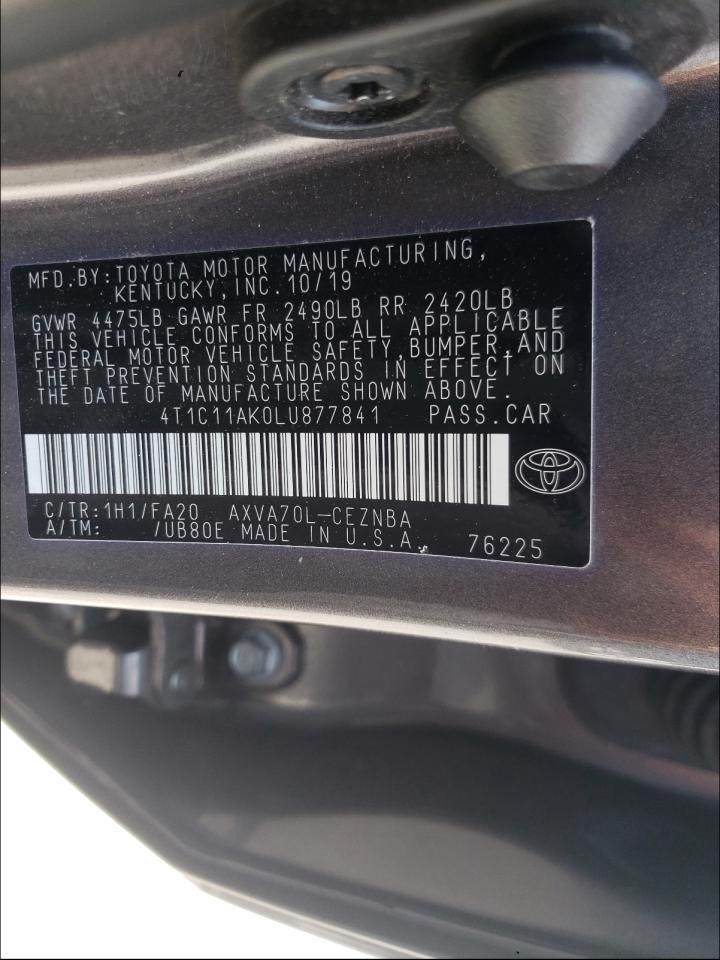 MFD.BY:TOYOTA MOTOR MANUFACTURING,
KENTUCKY,INC.10/19
GVWR 4475LB GAWR FR 2490LB RR 2420LB
THIS VEHICLE CONFORMS TO ALL APPLICABLE
FEDERAL MOTOR VEHICLE SAFETY,BUMPER,AND
THEFT PREVENTION STANDARDS IN EFFECT ON
THE DATE OF MANUFACTURE SHOWN ABOVE.
4T1C11AK0LU877841 PASS.CAR
C/TR:1H1/FA20 AXVA70L-CEZNBA
A/TM: /UB80E MADE IN U.S.A. 76225